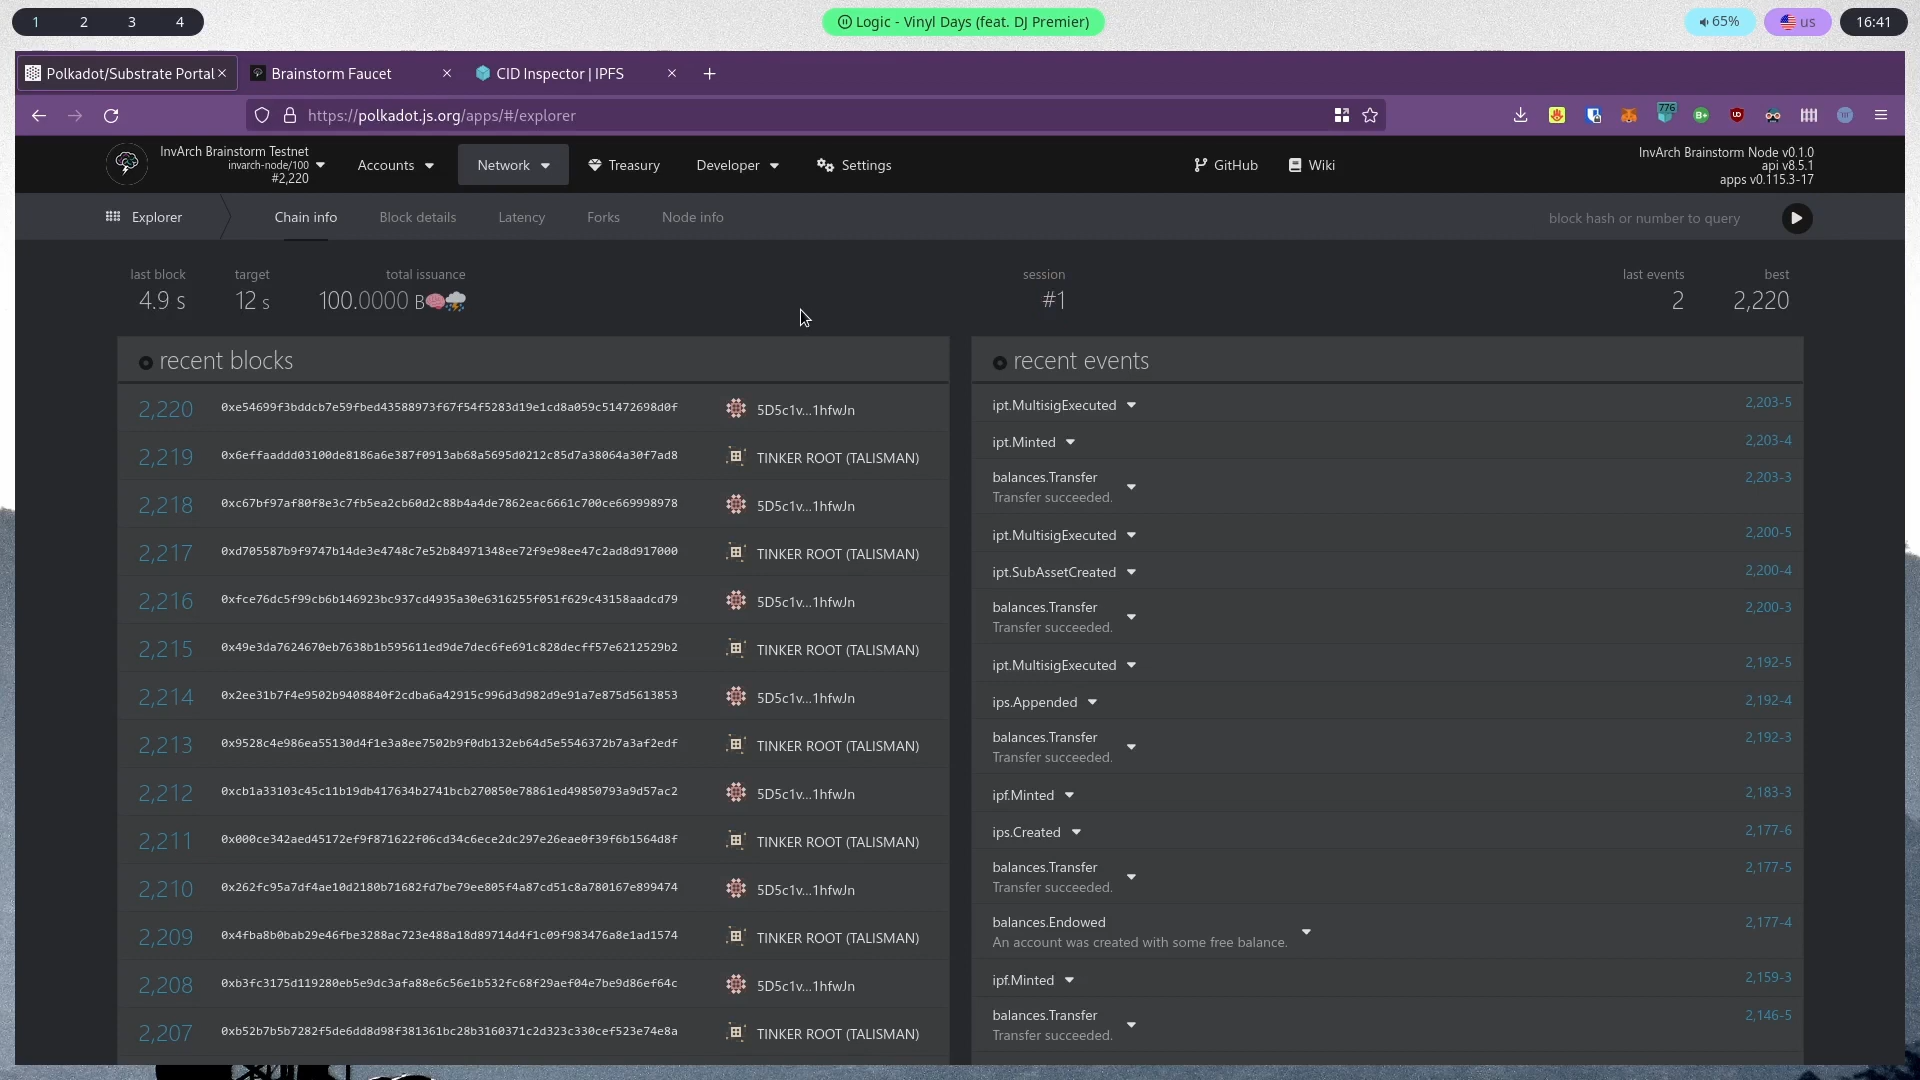 1 2 3 4
Logic - Vinyl Days (feat. DJ Premier)
65%
us
16:41
Polkadot/Substrate Portal
Brainstorm Faucet
CID Inspector | IPFS
https://polkadot.js.org/apps/#/explorer
776
InvArch Brainstorm Testnet
invarch-node/100
#2,220
Accounts
Network
Treasury
Developer
Settings
GitHub
Wiki
InvArch Brainstorm Node v0.1.0
api v8.5.1
apps v0.115.3-17
Explorer
Chain info
Block details
Latency
Forks
Node info
block hash or number to query
last block
4.9 s
target
12 s
total issuance
100.0000 B🧠⛈️
session
#1
last events
2
best
2,220
recent blocks
2,220 0xe54699f3bddcb7e59fbed43588973f67f54f5283d19e1cd8a059c51472698d0f 5D5c1v...1hfwJn
2,219 0x6effaaddd03100de8186a6e387f0913ab68a5695d0212c85d7a38064a30f7ad8 TINKER ROOT (TALISMAN)
2,218 0xc67bf97af80f8e3c7fb5ea2cb60d2c88b4a4de7862eac6661c700ce669998978 5D5c1v...1hfwJn
2,217 0xd705587b9f9747b14de3e4748c7e52b84971348ee72f9e98ee47c2ad8d917000 TINKER ROOT (TALISMAN)
2,216 0xfce76dc5f99cb6b146923bc937cd4935a30e6316255f051f629c43158aadcd79 5D5c1v...1hfwJn
2,215 0x49e3da7624670eb7638b1b595611ed9de7dec6fe691c828decff57e6212529b2 TINKER ROOT (TALISMAN)
2,214 0x2ee31b7f4e9502b9408840f2cdba6a42915c996d3d982d9e91a7e875d5613853 5D5c1v...1hfwJn
2,213 0x9528c4e986ea55130d4f1e3a8ee7502b9f0db132eb64d5e5546372b7a3af2edf TINKER ROOT (TALISMAN)
2,212 0xcb1a33103c45c11b19db417634b2741bcb270850e78861ed49850793a9d57ac2 5D5c1v...1hfwJn
2,211 0x000ce342aed45172ef9f871622f06cd34c6ece2dc297e26eae0f39f6b1564d8f TINKER ROOT (TALISMAN)
2,210 0x262fc95a7df4ae10d2180b71682fd7be79ee805f4a87cd51c8a780167e899474 5D5c1v...1hfwJn
2,209 0x4fba8b0bab29e46fbe3288ac723e488a18d89714d4f1c09f983476a8e1ad1574 TINKER ROOT (TALISMAN)
2,208 0xb3fc3175d119280eb5e9dc3afa88e6c56e1b532fc68f29aef04e7be9d86ef64c 5D5c1v...1hfwJn
2,207 0xb52b7b5b7282f5de6dd8d98f381361bc28b3160371c2d323c330cef523e74e8a TINKER ROOT (TALISMAN)
recent events
ipt.MultisigExecuted 2,203-5
ipt.Minted 2,203-4
balances.Transfer 2,203-3
Transfer succeeded.
ipt.MultisigExecuted 2,200-5
ipt.SubAssetCreated 2,200-4
balances.Transfer 2,200-3
Transfer succeeded.
ipt.MultisigExecuted 2,192-5
ips.Appended 2,192-4
balances.Transfer 2,192-3
Transfer succeeded.
ipf.Minted 2,183-3
ips.Created 2,177-6
balances.Transfer 2,177-5
Transfer succeeded.
balances.Endowed 2,177-4
An account was created with some free balance.
ipf.Minted 2,159-3
balances.Transfer 2,146-5
Transfer succeeded.